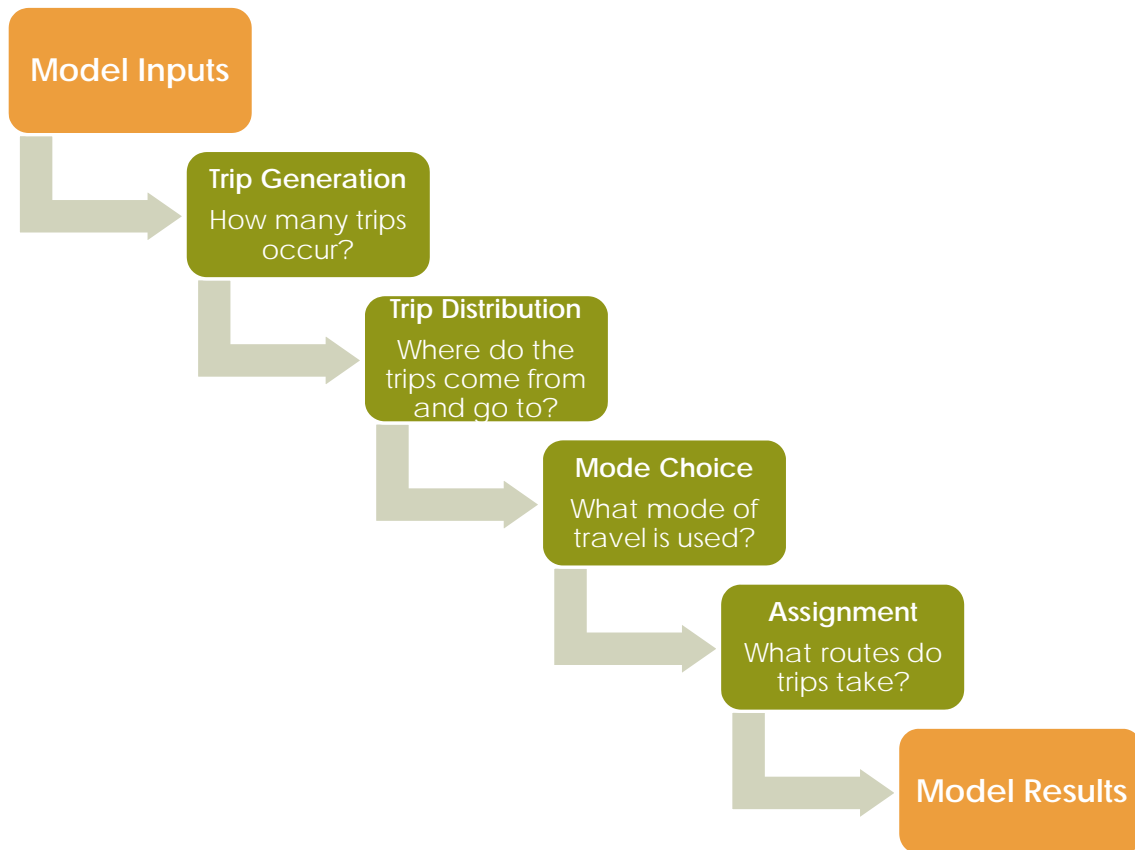 Model Inputs
Trip Generation
How many trips
occur?
Trip Distribution
Where do the
trips come from
and go to?
Mode Choice
What mode of
travel is used?
Assignment
What routes do
trips take?
Model Results